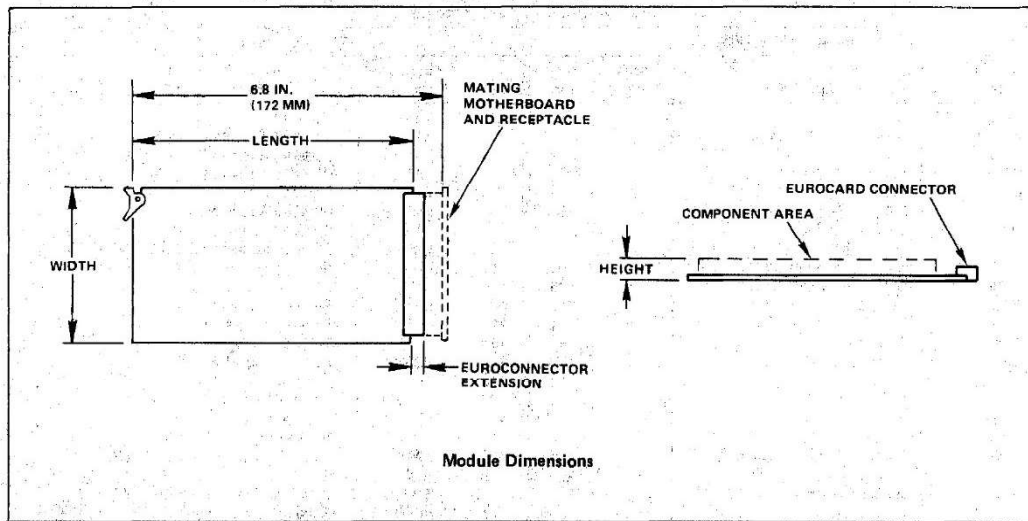 6.8 IN.
(172 MM)
LENGTH
MATING
MOTHERBOARD
AND RECEPTACLE
WIDTH
EUROCONNECTOR
EXTENSION
EUROCARD CONNECTOR
COMPONENT AREA
HEIGHT
Module Dimensions